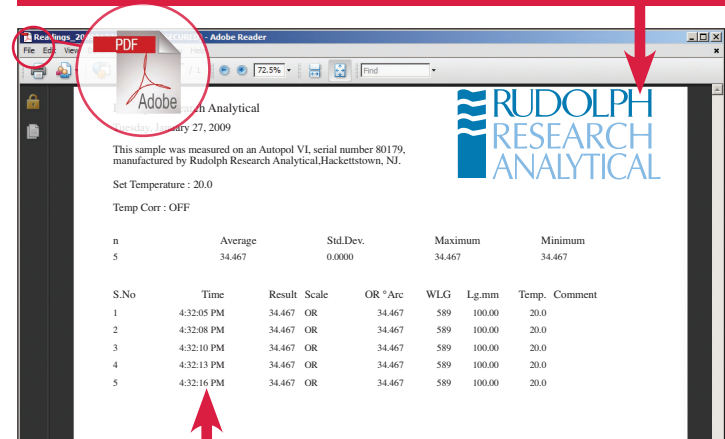 Readings_20 SECURED) - Adobe Reader
File Edit View
/ 1 72.5% Find
PDF
Adobe
RUDOLPH
RESEARCH
ANALYTICAL
Research Analytical
Tuesday, January 27, 2009
This sample was measured on an Autopol VI, serial number 80179,
manufactured by Rudolph Research Analytical,Hackettstown, NJ.
Set Temperature : 20.0
Temp Corr : OFF
n Average Std.Dev. Maximum Minimum
5 34.467 0.0000 34.467 34.467
S.No Time Result Scale OR °Arc WLG Lg.mm Temp. Comment
1 4:32:05 PM 34.467 OR 34.467 589 100.00 20.0
2 4:32:08 PM 34.467 OR 34.467 589 100.00 20.0
3 4:32:10 PM 34.467 OR 34.467 589 100.00 20.0
4 4:32:13 PM 34.467 OR 34.467 589 100.00 20.0
5 4:32:16 PM 34.467 OR 34.467 589 100.00 20.0